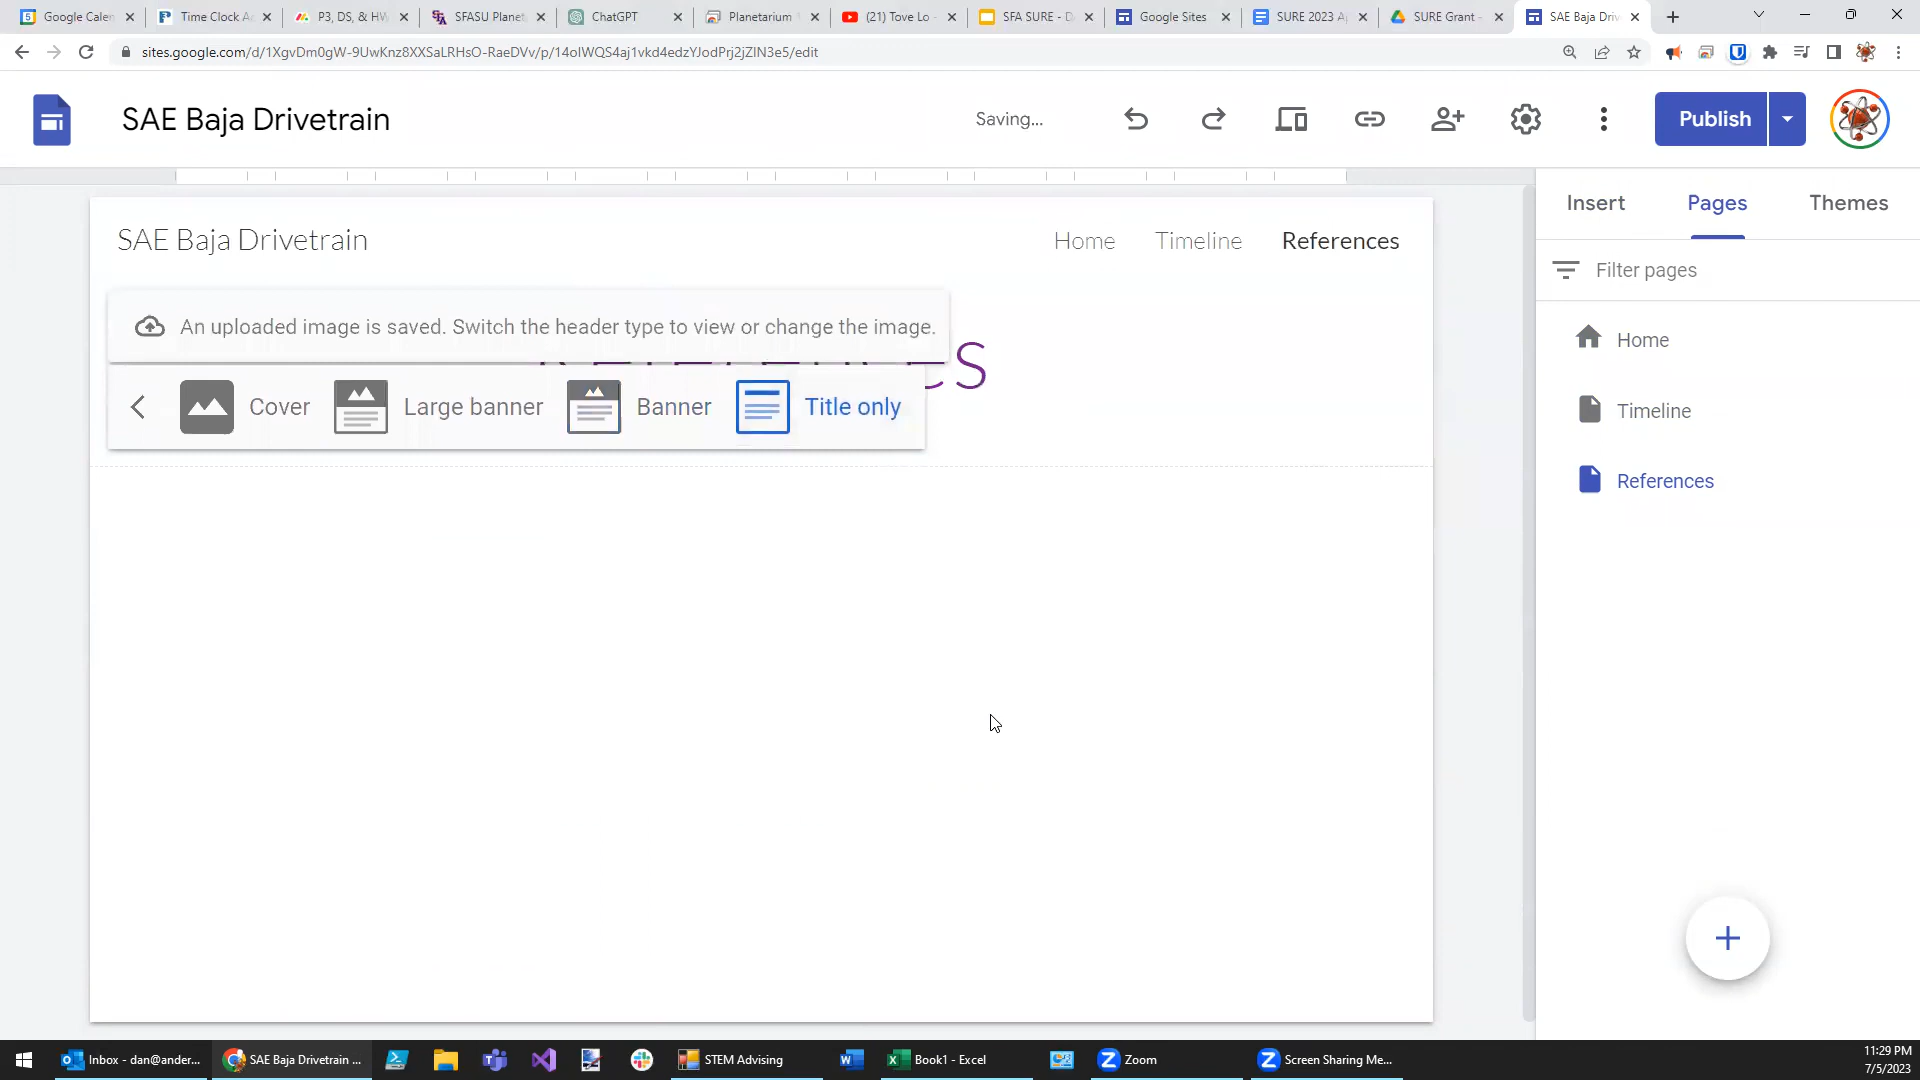 Google Calen
Time Clock A
P3, DS, & HW
SFASU Planet
ChatGPT
Planetarium
(21) Tove Lo -
SFA SURE - D
Google Sites
SURE 2023 A
SURE Grant -
SAE Baja Driv
sites.google.com/d/1XgvDm0gW-9UwKnz8XXSaLRHsO-RaeDVv/p/14oIWQS4aj1vkd4edzYJodPrj2jZIN3e5/edit
SAE Baja Drivetrain
Saving...
Publish
Insert
Pages
Themes
SAE Baja Drivetrain
Home
Timeline
References
Filter pages
An uploaded image is saved. Switch the header type to view or change the image.
Home
Cover
Large banner
Banner
Title only
Timeline
References
Inbox - dan@ander...
SAE Baja Drivetrain ...
STEM Advising
Book1 - Excel
Zoom
Screen Sharing Me...
11:29 PM
7/5/2023